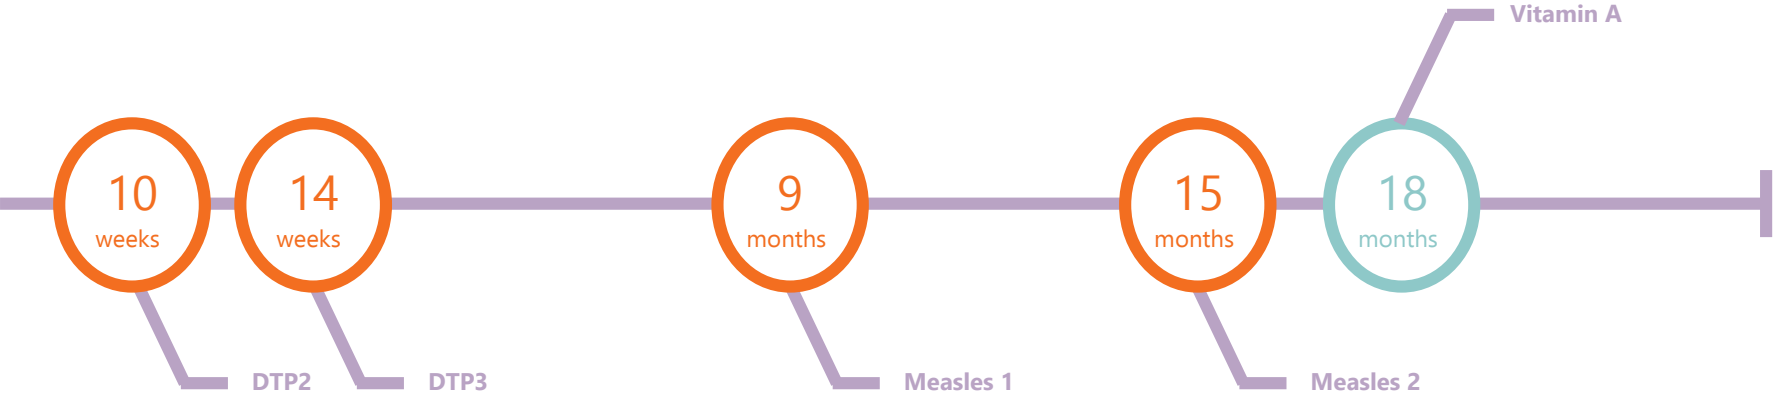 Vitamin A
10
weeks
14
weeks
9
months
15
months
18
months
DTP2
DTP3
Measles 1
Measles 2